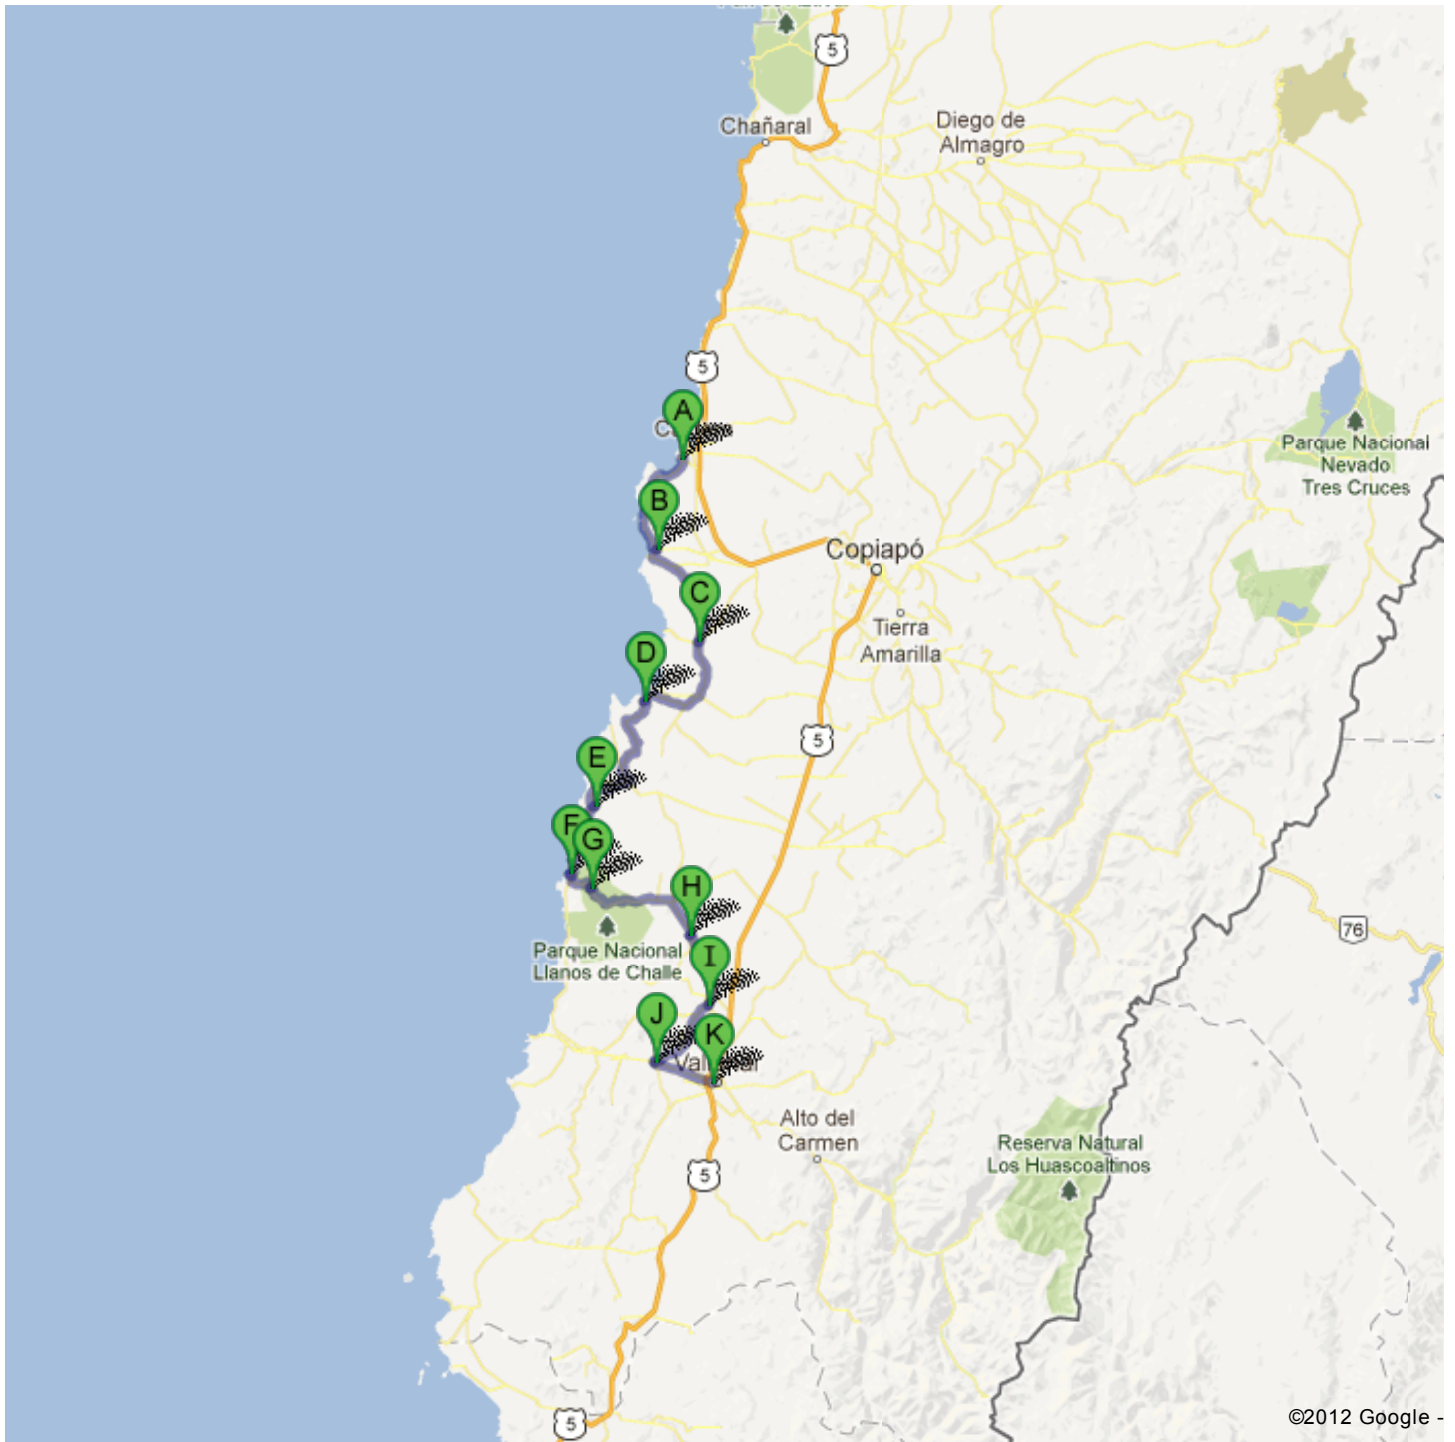 5
Chañaral
Diego de
Almagro
5
A
B
Copiapó
C
Tierra
Amarilla
D
5
E
F
G
H
I
J
K
Parque Nacional
Nevado
Tres Cruces
Parque Nacional
Llanos de Challe
76
Alto del
Carmen
Reserva Natural
Los Huascoaltinos
5
5
©2012 Google -